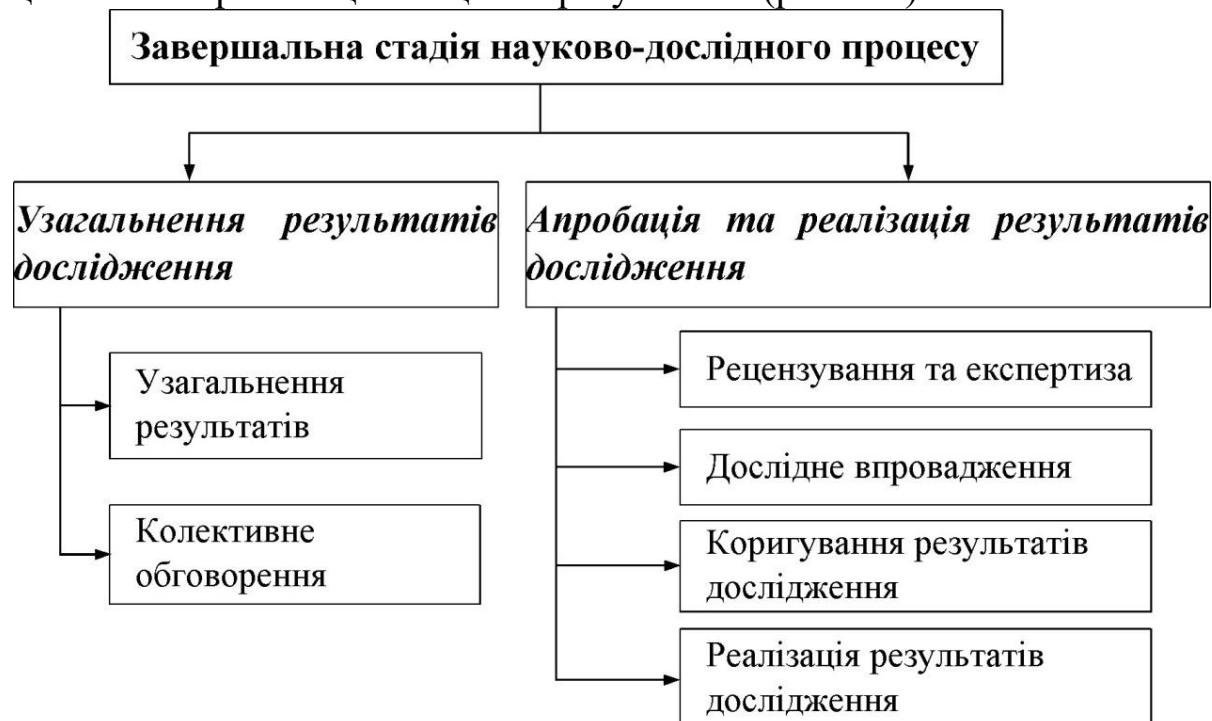 Завершальна стадія науково-дослідного процесу
Узагальнення результатів
дослідження
Апробація та реалізація результатів
дослідження
Узагальнення
результатів
Колективне
обговорення
Рецензування та експертиза
Дослідне впровадження
Коригування результатів
дослідження
Реалізація результатів
дослідження